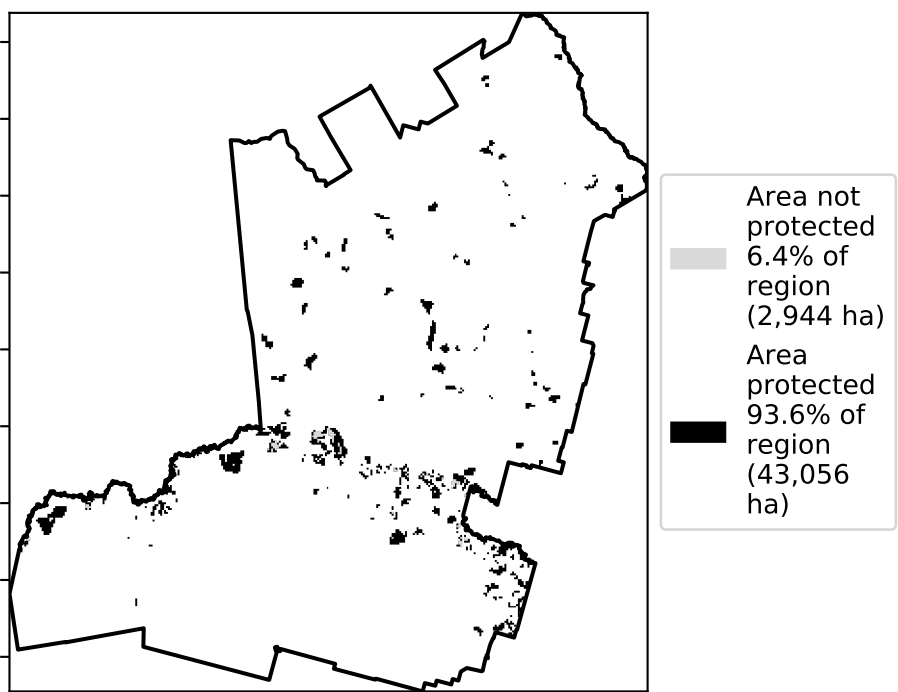 Area not
protected
6.4% of
region
(2,944 ha)
Area
protected
93.6% of
region
(43,056
ha)